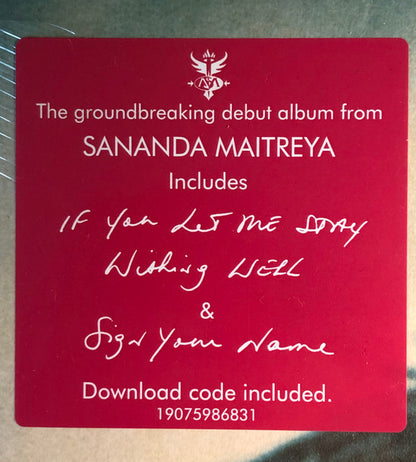 The groundbreaking debut album from
SANANDA MAITREYA
Includes
IF You Let ME STAY
Wishing WELL
&
Sign Your Name
Download code included.
19075986831